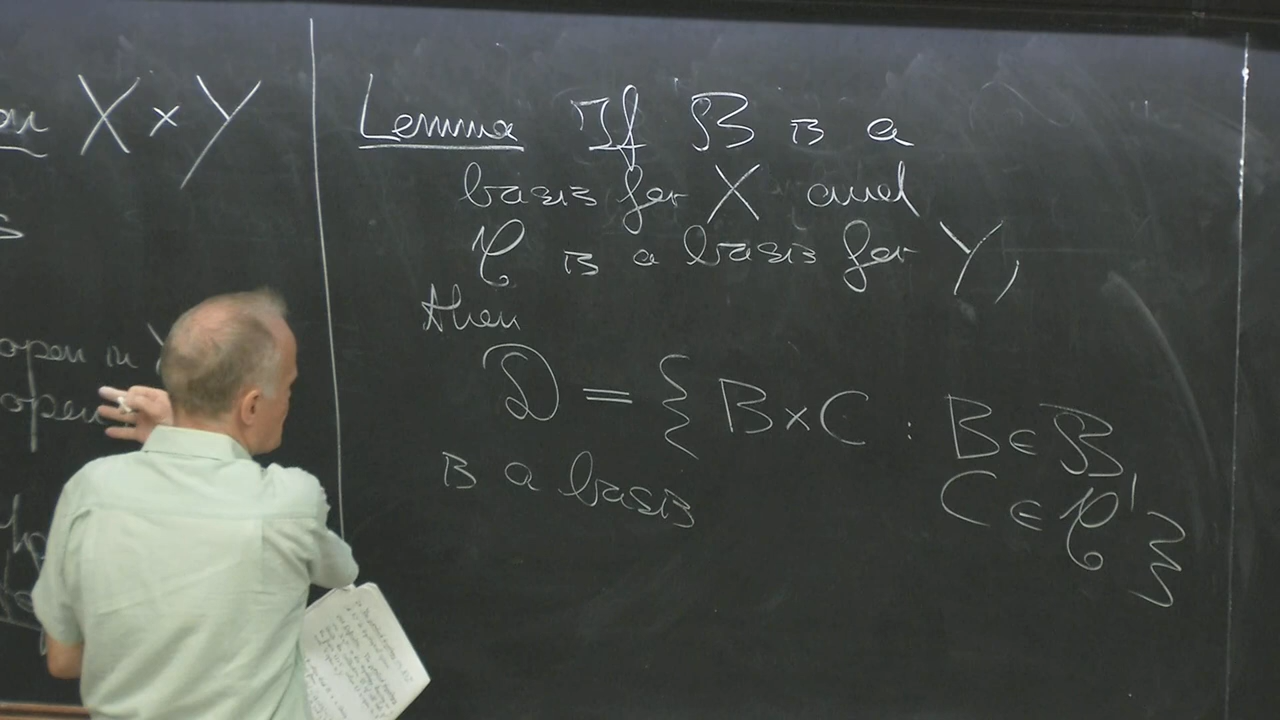 X × Y
open in
open
Lemma If ℬ is a
basis for X and
𝒞 is a basis for Y,
then
𝒟 = { B × C : B ∈ ℬ,
C ∈ 𝒞 }
is a basis